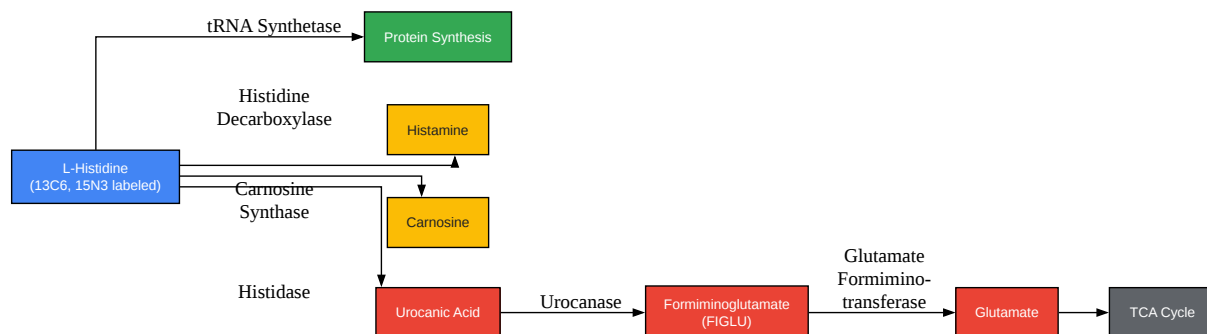 tRNA Synthetase
Protein Synthesis
Histidine
Decarboxylase
Histamine
L-Histidine
(13C6, 15N3 labeled)
Carnosine
Synthase
Carnosine
Histidase
Urocanic Acid
Urocanase
Formiminoglutamate
(FIGLU)
Glutamate
Formimino-
transferase
Glutamate
TCA Cycle